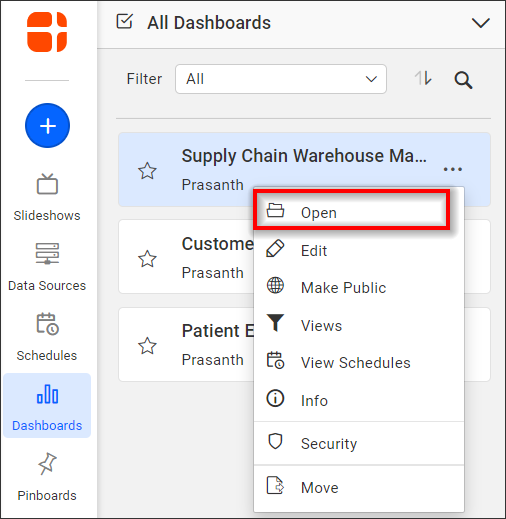 All Dashboards
Filter
All
Slideshows
Data Sources
Schedules
Dashboards
Pinboards
Supply Chain Warehouse Ma...
Prasanth
Custome
Prasanth
Patient E
Prasanth
Open
Edit
Make Public
Views
View Schedules
Info
Security
Move